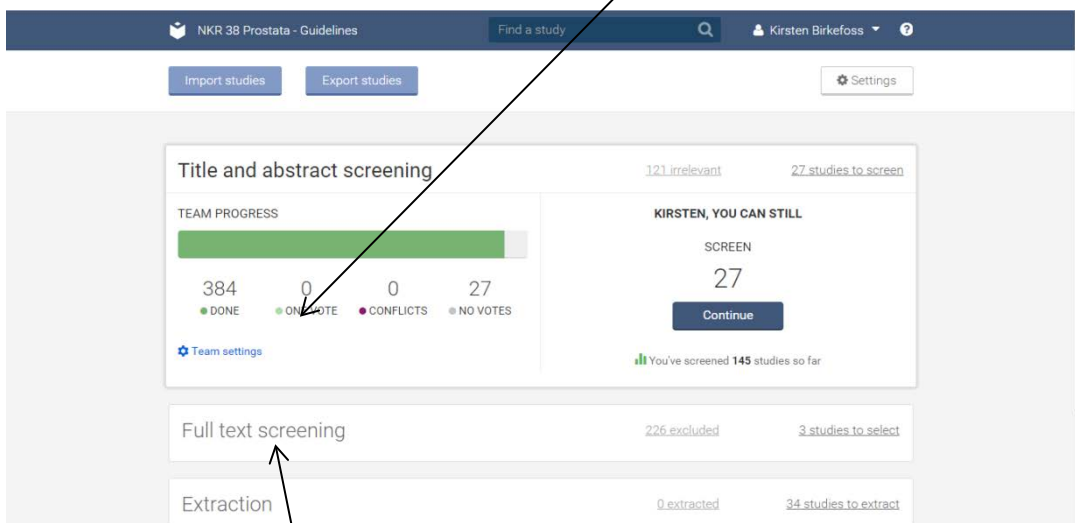 NKR 38 Prostata - Guidelines Find a study Kirsten Birkefoss ?
Import studies Export studies Settings
Title and abstract screening 121 irrelevant 27 studies to screen
TEAM PROGRESS KIRSTEN, YOU CAN STILL
SCREEN
27
384 0 0 27
DONE ONE VOTE CONFLICTS NO VOTES
Continue
Team settings
You've screened 145 studies so far
Full text screening 226 excluded 3 studies to select
Extraction 0 extracted 34 studies to extract